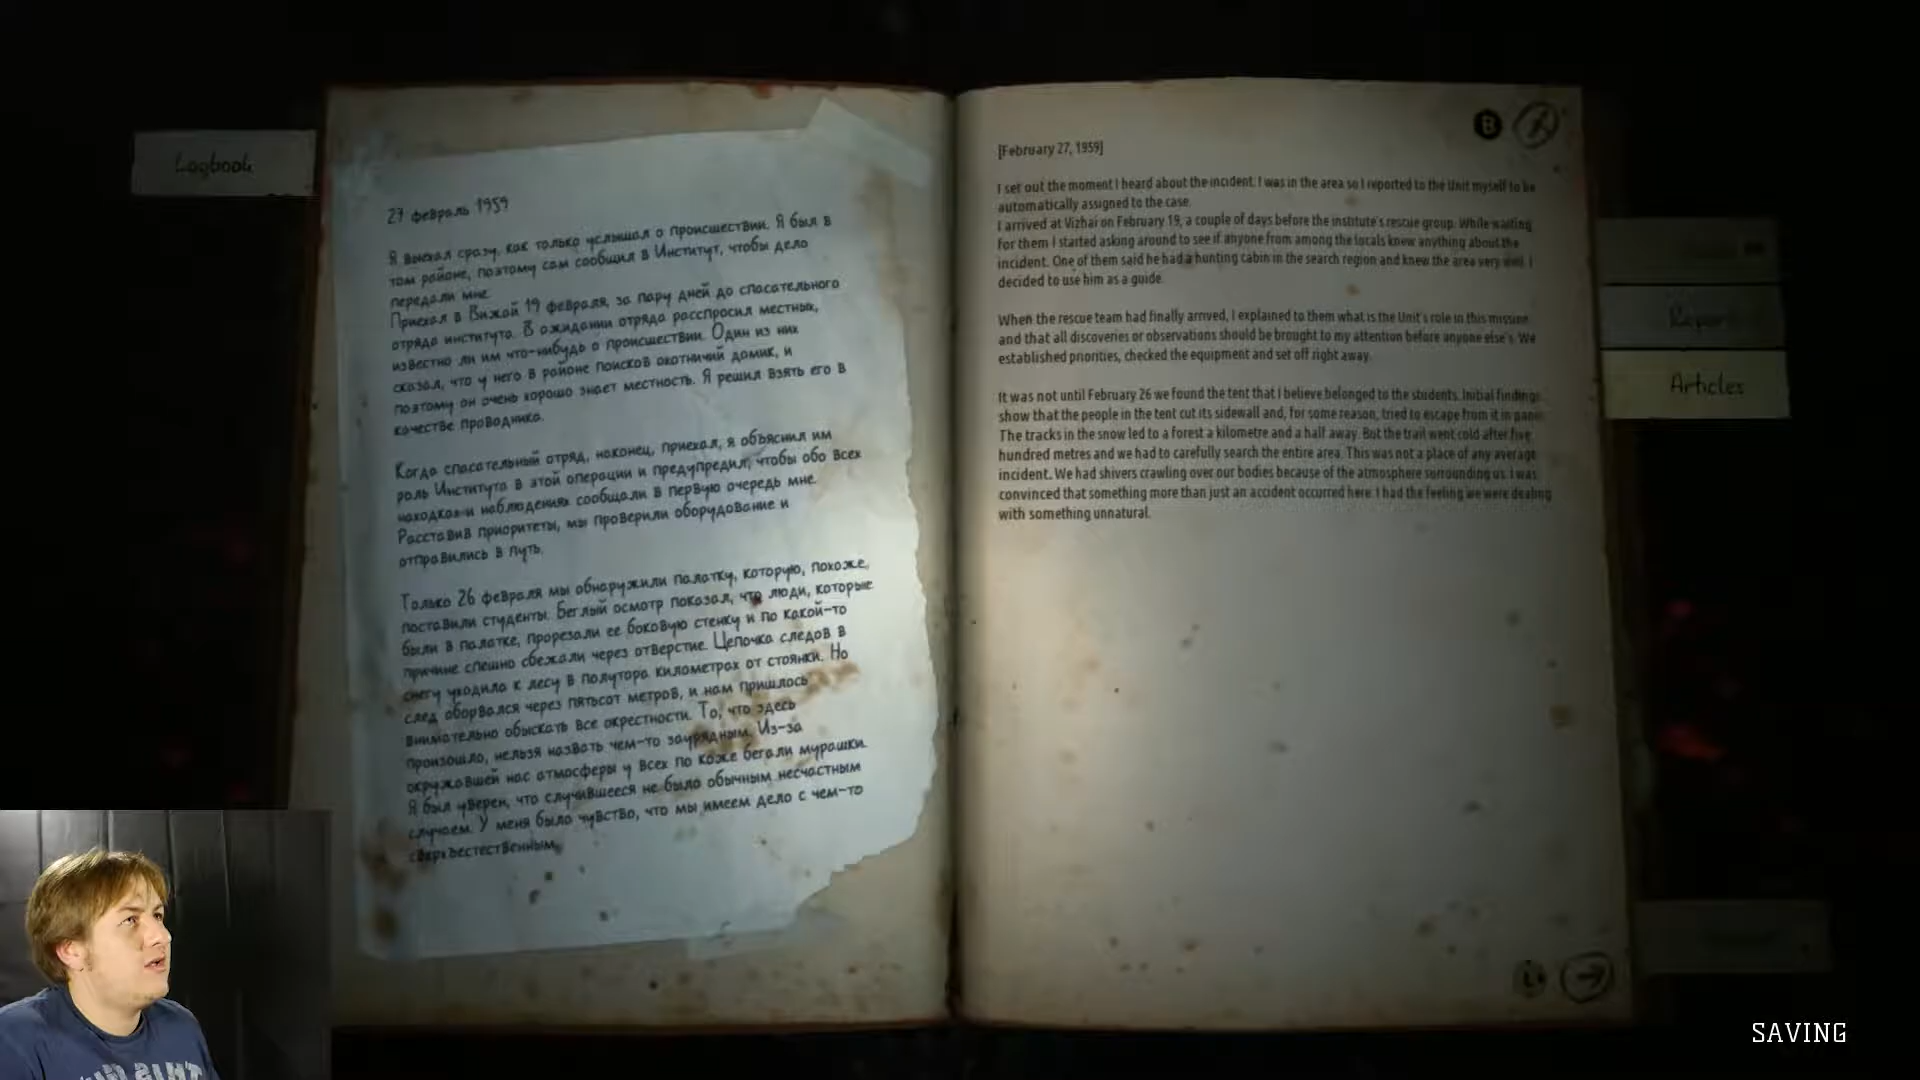 Logbook
27 февраль 1959
Я выехал сразу, как только услышал о происшествии. Я был в
том районе, поэтому сам сообщил в Институт, чтобы дело
передали мне.
Приехал в Вижай 19 февраля, за пару дней до спасательного
отряда института. В ожидании отряда расспросил местных,
известно ли им что-нибудь о происшествии. Один из них
сказал, что у него в районе поисков охотничий домик, и
поэтому он очень хорошо знает местность. Я решил взять его в
качестве проводника.
Когда спасательный отряд, наконец, приехал, я объяснил им
роль Института в этой операции и предупредил, чтобы обо всех
находках и наблюдениях сообщали в первую очередь мне.
Расставив приоритеты, мы проверили оборудование и
отправились в путь.
Только 26 февраля мы обнаружили палатку, которую, похоже,
поставили студенты. Беглый осмотр показал, что люди, которые
были в палатке, прорезали ее боковую стенку и по какой-то
причине спешно сбежали через отверстие. Цепочка следов в
снегу уходила к лесу в полутора километрах от стоянки. Но
след оборвался через пятьсот метров, и нам пришлось
внимательно обыскать все окрестности. То, что здесь
произошло, нельзя назвать чем-то заурядным. Из-за
окружавшей нас атмосферы у всех по коже бегали мурашки.
Я был уверен, что случившееся не было обычным несчастным
случаем. У меня было чувство, что мы имеем дело с чем-то
сверхъестественным.
B
[February 27, 1959]
I set out the moment I heard about the incident. I was in the area so I reported to the Unit myself to be
automatically assigned to the case.
I arrived at Vizhai on February 19, a couple of days before the institute's rescue group. While waiting
for them I started asking around to see if anyone from among the locals knew anything about the
incident. One of them said he had a hunting cabin in the search region and knew the area very well. I
decided to use him as a guide.
When the rescue team had finally arrived, I explained to them what is the Unit's role in this mission
and that all discoveries or observations should be brought to my attention before anyone else's. We
established priorities, checked the equipment and set off right away.
It was not until February 26 we found the tent that I believe belonged to the students. Initial findings
show that the people in the tent cut its sidewall and, for some reason, tried to escape from it in panic.
The tracks in the snow led to a forest a kilometre and a half away. But the trail went cold after five
hundred metres and we had to carefully search the entire area. This was not a place of any average
incident. We had shivers crawling over our bodies because of the atmosphere surrounding us. I was
convinced that something more than just an accident occurred here. I had the feeling we were dealing
with something unnatural.
Reports
Articles
SAVING